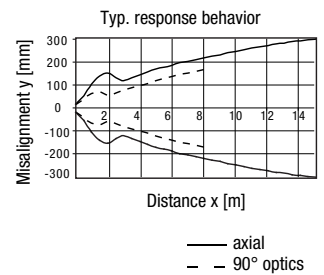 Typ. response behavior
Misalignment y [mm]
300
200
100
0
-100
-200
-300
2 4 6 8 10 12 14
Distance x [m]
axial
90° optics